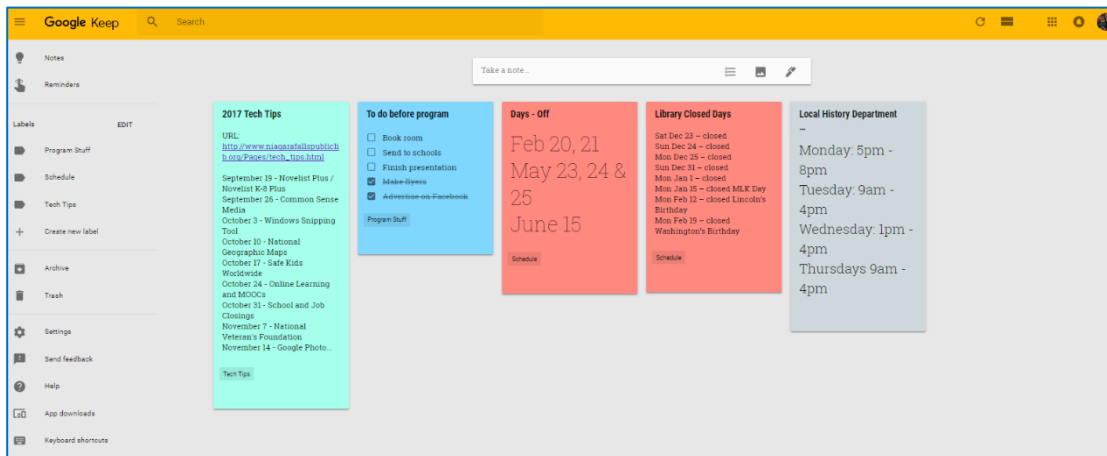 Google Keep
Search
Notes
Reminders
Labels
EDIT
Program Stuff
Schedule
Tech Tips
Create new label
Archive
Trash
Settings
Send feedback
Help
App downloads
Keyboard shortcuts
Take a note...
2017 Tech Tips
URL:
http://www.niagarafallspublicli
b.org/Pages/tech_tips.html
September 19 - Novelist Plus /
Novelist K-8 Plus
September 26 - Common Sense
Media
October 3 - Windows Snipping
Tool
October 10 - National
Geographic Maps
October 17 - Safe Kids
Worldwide
October 24 - Online Learning
and MOOCs
October 31 - School and Job
Closings
November 7 - National
Veteran's Foundation
November 14 - Google Photo...
Tech Tips
To do before program
Book room
Send to schools
Finish presentation
Make flyers
Advertise on Facebook
Program Stuff
Days - Off
Feb 20, 21
May 23, 24 &
25
June 15
Schedule
Library Closed Days
Sat Dec 23 – closed
Sun Dec 24 – closed
Mon Dec 25 – closed
Sun Dec 31 – closed
Mon Jan 1 – closed
Mon Jan 15 – closed MLK Day
Mon Feb 12 – closed Lincoln's
Birthday
Mon Feb 19 – closed
Washington's Birthday
Schedule
Local History Department
–
Monday: 5pm -
8pm
Tuesday: 9am -
4pm
Wednesday: 1pm -
4pm
Thursdays 9am -
4pm